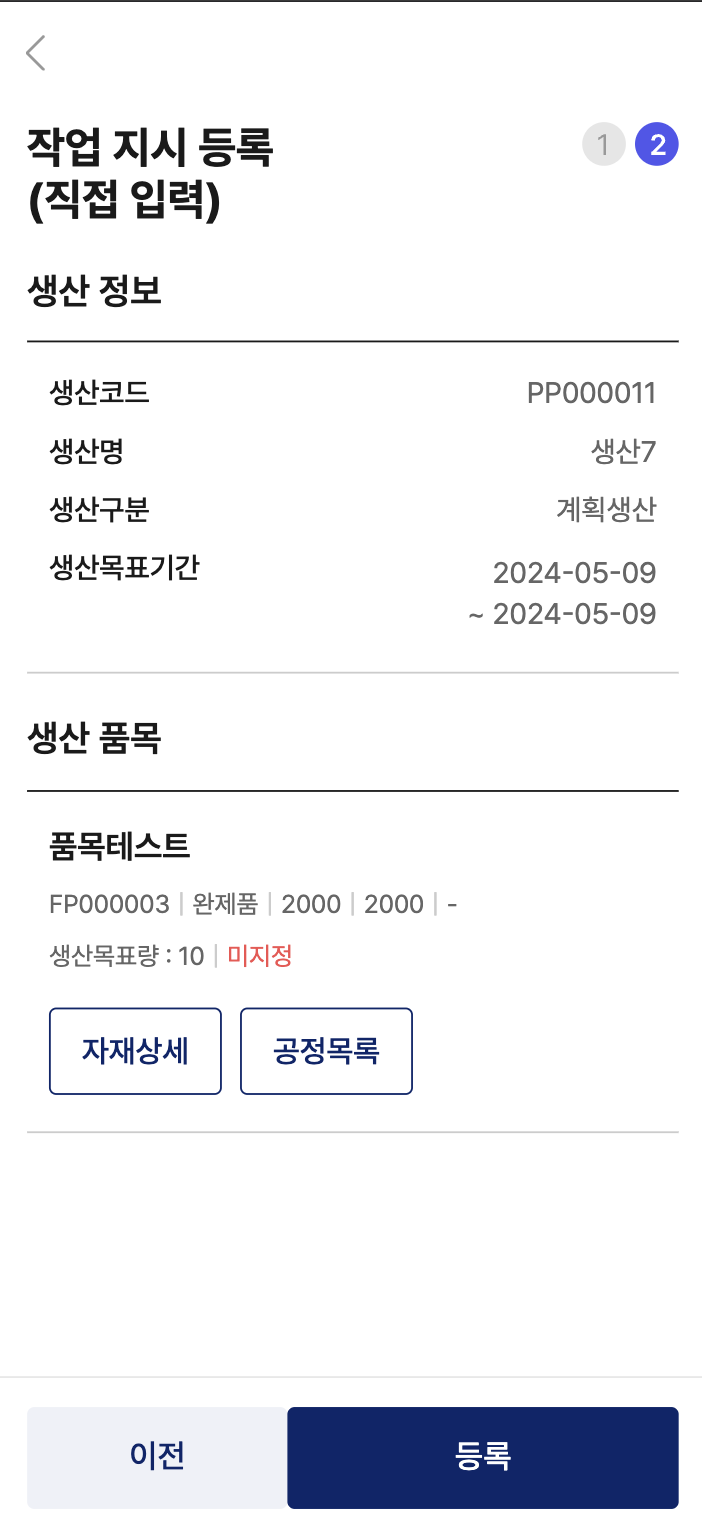 작업 지시 등록
(직접 입력)
1 2
생산 정보
생산코드 PP000011
생산명 생산7
생산구분 계획생산
생산목표기간 2024-05-09
~ 2024-05-09
생산 품목
품목테스트
FP000003 | 완제품 | 2000 | 2000 | -
생산목표량 : 10 | 미지정
자재상세 공정목록
이전 등록